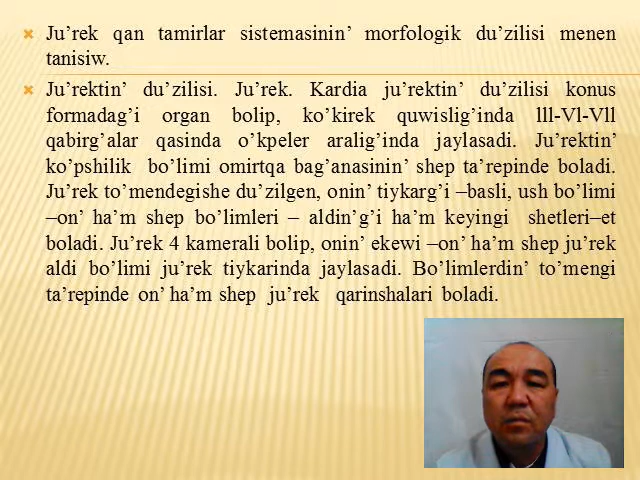 Ju’rek qan tamirlar sistemasinin’ morfologik du’zilisi menen
tanisiw.
Ju’rektin’ du’zilisi. Ju’rek. Kardia ju’rektin’ du’zilisi konus
formadag’i organ bolip, ko’kirek quwislig’inda lll-Vl-Vll
qabirg’alar qasinda o’kpeler aralig’inda jaylasadi. Ju’rektin’
ko’pshilik bo’limi omirtqa bag’anasinin’ shep ta’repinde boladi.
Ju’rek to’mendegishe du’zilgen, onin’ tiykarg’i –basli, ush bo’limi
–on’ ha’m shep bo’limleri – aldin’g’i ha’m keyingi shetleri–et
boladi. Ju’rek 4 kamerali bolip, onin’ ekewi –on’ ha’m shep ju’rek
aldi bo’limi ju’rek tiykarinda jaylasadi. Bo’limlerdin’ to’mengi
ta’repinde on’ ha’m shep ju’rek qarinshalari boladi.